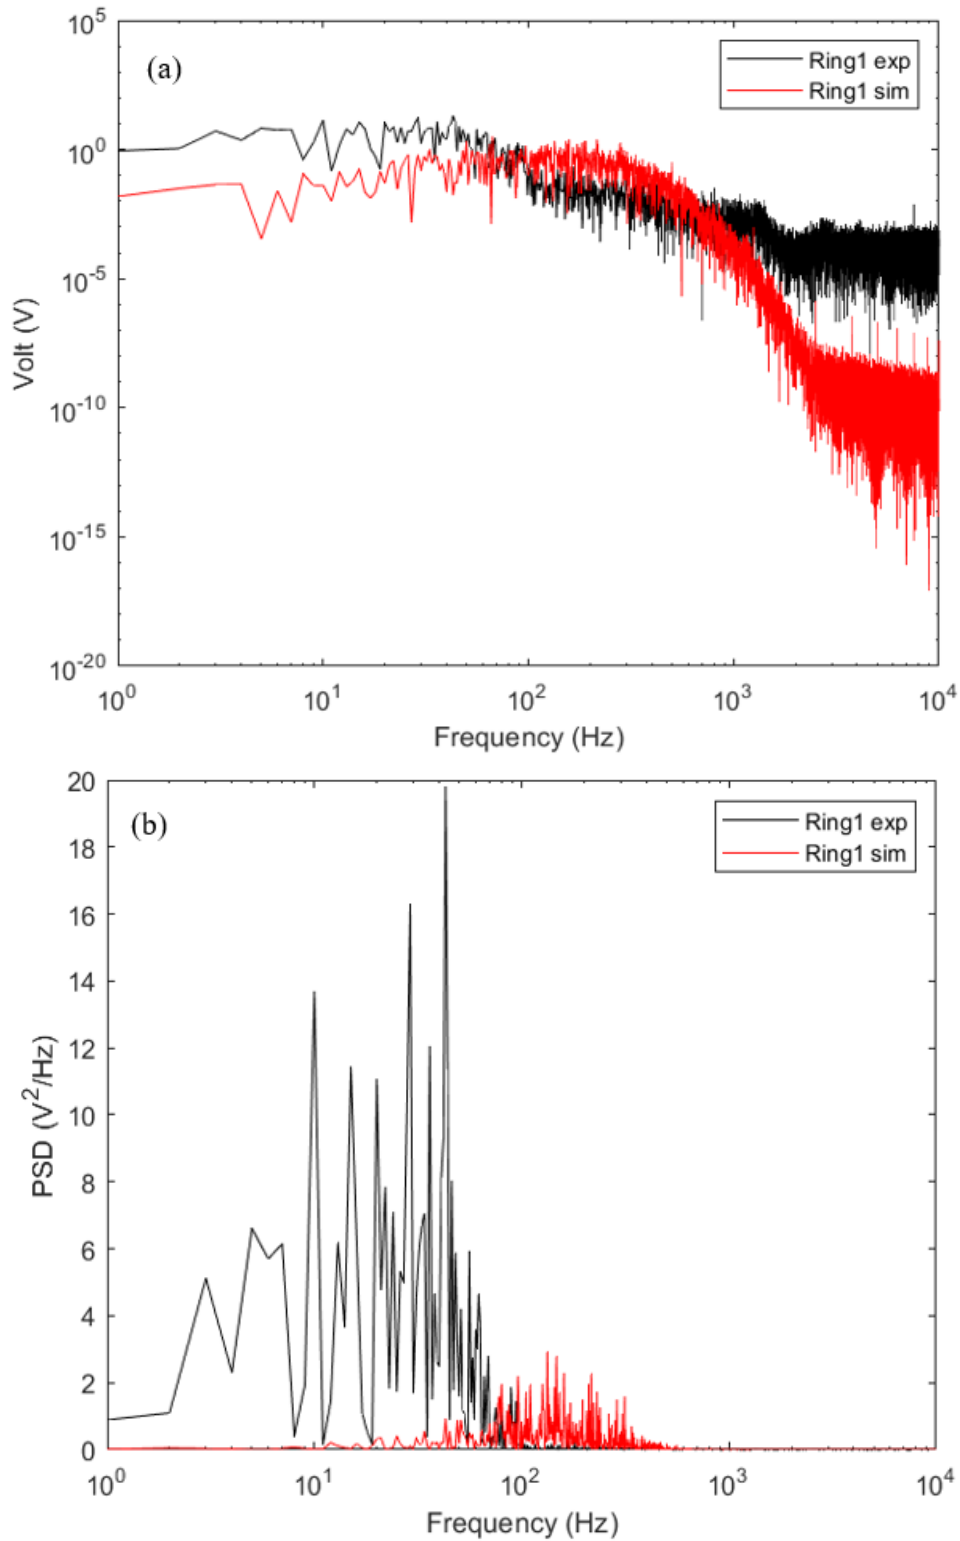 (a)
Ring1 exp
Ring1 sim
10^5
10^0
10^-5
10^-10
10^-15
10^-20
Volt (V)
10^0 10^1 10^2 10^3 10^4
Frequency (Hz)
(b)
Ring1 exp
Ring1 sim
20
18
16
14
12
10
8
6
4
2
0
PSD (V^2/Hz)
10^0 10^1 10^2 10^3 10^4
Frequency (Hz)